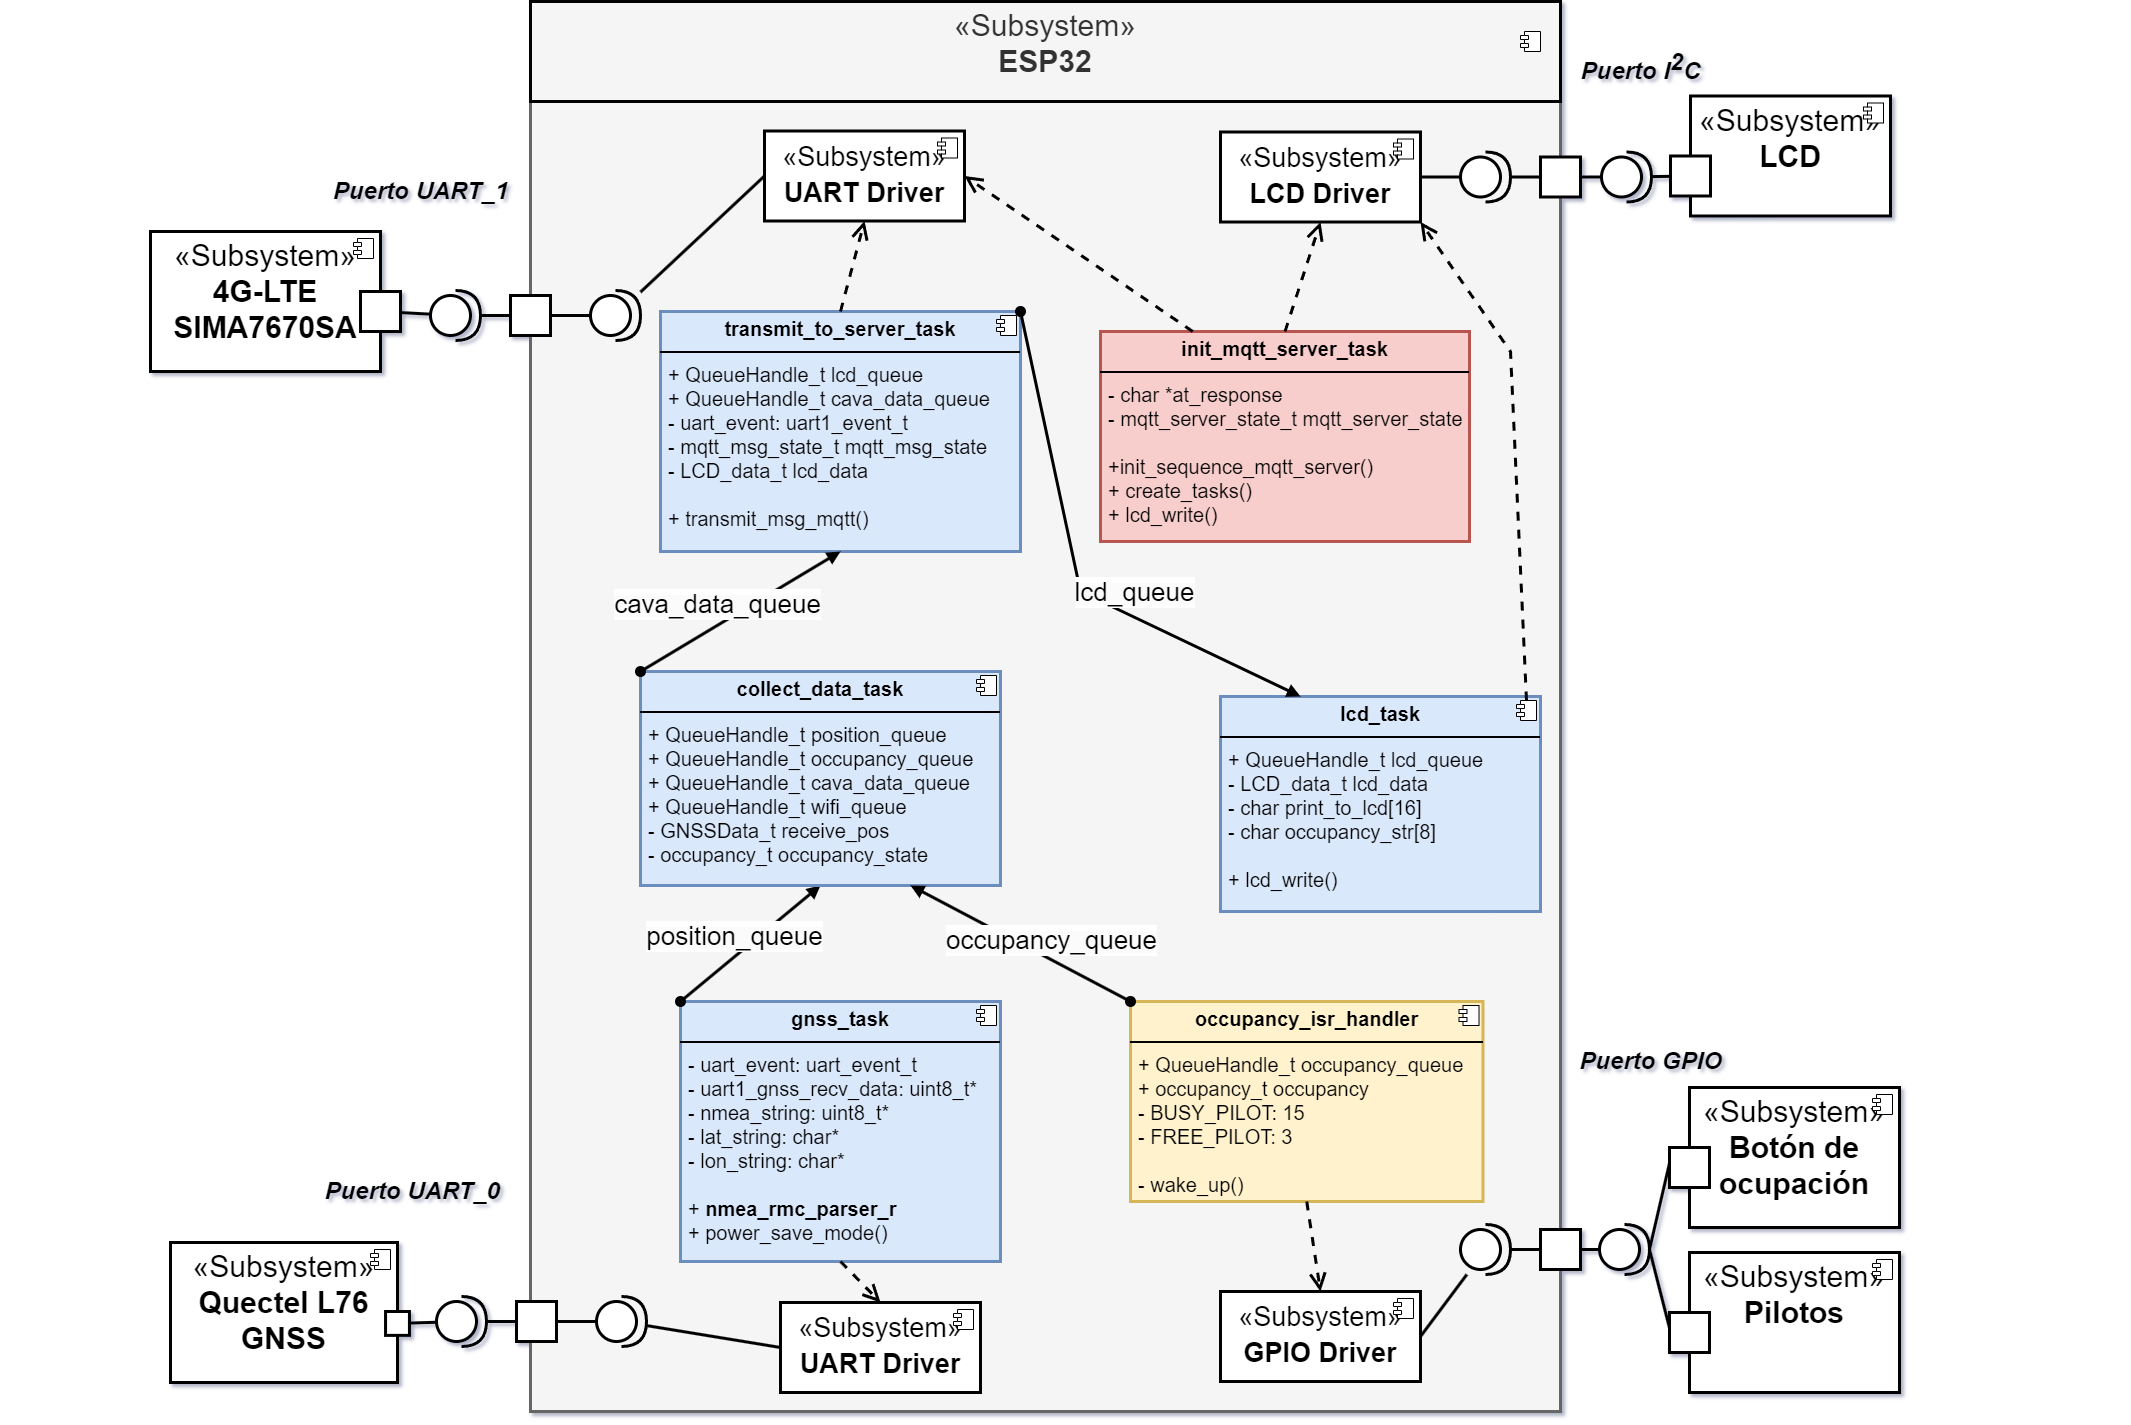 «Subsystem»
ESP32
Puerto I²C
«Subsystem»
LCD
«Subsystem»
UART Driver
«Subsystem»
LCD Driver
Puerto UART_1
«Subsystem»
4G-LTE
SIMA7670SA
transmit_to_server_task
+ QueueHandle_t lcd_queue
+ QueueHandle_t cava_data_queue
- uart_event: uart1_event_t
- mqtt_msg_state_t mqtt_msg_state
- LCD_data_t lcd_data
+ transmit_msg_mqtt()
init_mqtt_server_task
- char *at_response
- mqtt_server_state_t mqtt_server_state
+init_sequence_mqtt_server()
+ create_tasks()
+ lcd_write()
cava_data_queue
lcd_queue
collect_data_task
+ QueueHandle_t position_queue
+ QueueHandle_t occupancy_queue
+ QueueHandle_t cava_data_queue
+ QueueHandle_t wifi_queue
- GNSSData_t receive_pos
- occupancy_t occupancy_state
lcd_task
+ QueueHandle_t lcd_queue
- LCD_data_t lcd_data
- char print_to_lcd[16]
- char occupancy_str[8]
+ lcd_write()
position_queue
occupancy_queue
gnss_task
- uart_event: uart_event_t
- uart1_gnss_recv_data: uint8_t*
- nmea_string: uint8_t*
- lat_string: char*
- lon_string: char*
+ nmea_rmc_parser_r
+ power_save_mode()
occupancy_isr_handler
+ QueueHandle_t occupancy_queue
+ occupancy_t occupancy
- BUSY_PILOT: 15
- FREE_PILOT: 3
- wake_up()
Puerto GPIO
«Subsystem»
Botón de
ocupación
«Subsystem»
Pilotos
Puerto UART_0
«Subsystem»
Quectel L76
GNSS
«Subsystem»
UART Driver
«Subsystem»
GPIO Driver